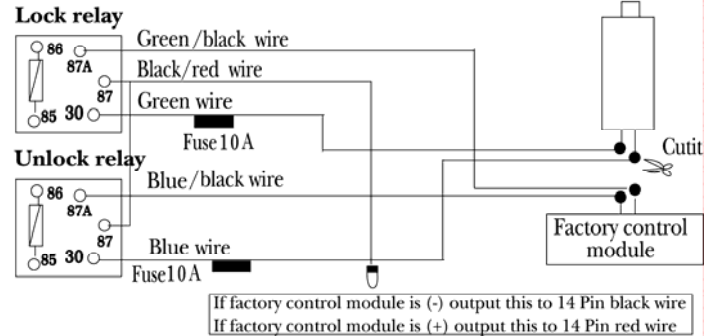 Lock relay
86
87A
Green/black wire
Black/red wire
87
Green wire
85
30
Fuse10A
Unlock relay
86
87A
Blue/black wire
87
Blue wire
85
30
Fuse10A
Cutit
Factory control
module
If factory control module is (-) output this to 14 Pin black wire
If factory control module is (+) output this to 14 Pin red wire